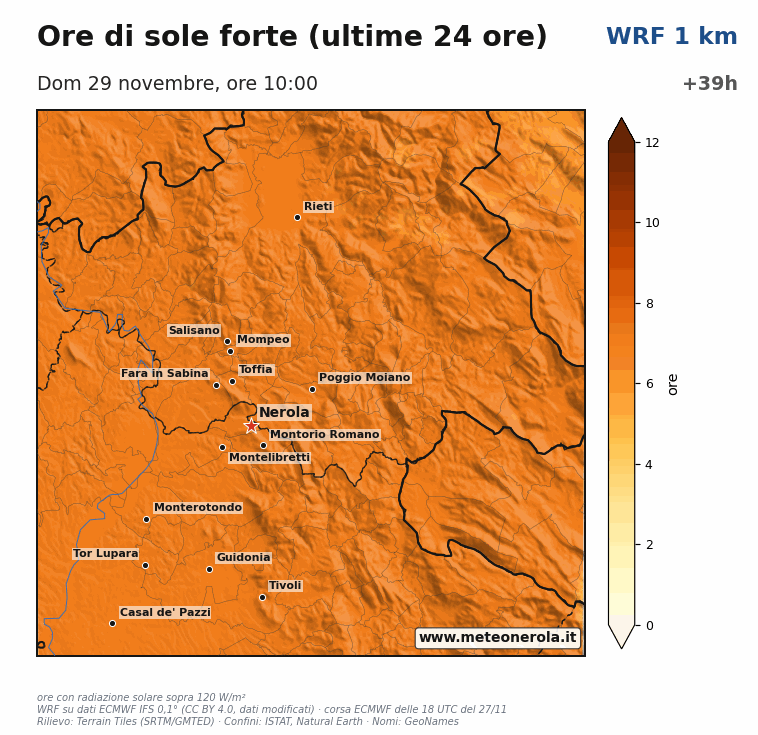 Ore di sole forte (ultime 24 ore)
WRF 1 km
Dom 29 novembre, ore 10:00
+39h
Rieti
Salisano
Mompeo
Toffia
Fara in Sabina
Poggio Moiano
Nerola
Montorio Romano
Montelibretti
Monterotondo
Tor Lupara
Guidonia
Tivoli
Casal de' Pazzi
www.meteonerola.it
12
10
8
6
4
2
0
ore
ore con radiazione solare sopra 120 W/m²
WRF su dati ECMWF IFS 0,1° (CC BY 4.0, dati modificati) · corsa ECMWF delle 18 UTC del 27/11
Rilievo: Terrain Tiles (SRTM/GMTED) · Confini: ISTAT, Natural Earth · Nomi: GeoNames